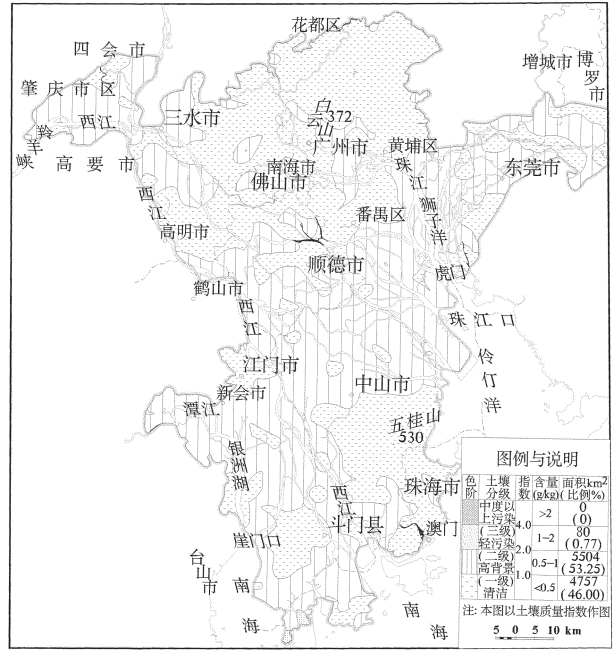 花都区
四会市
增城市
博罗市
肇庆市区
白云山
372
三水市
西江
羚羊峡
高要市
广州市
黄埔区
南海市
佛山市
珠江
东莞市
西江
狮子洋
番禺区
高明市
顺德市
虎门
鹤山市
西江
珠江口
伶仃洋
江门市
中山市
新会市
潭江
五桂山
530
银洲湖
珠海市
西江
斗门县
澳门
崖门口
台山市
南海
南海
图例与说明
色阶 土壤分级 指数 含量(g/kg) 面积km²(比例%)
中度以上污染 >2 0 (0)
4.0
(三级)轻污染 1-2 80 (0.77)
2.0
(二级)高背景 0.5-1 5504 (53.25)
1.0
(一级)清洁 <0.5 4757 (46.00)
注: 本图以土壤质量指数作图
5 0 5 10 km